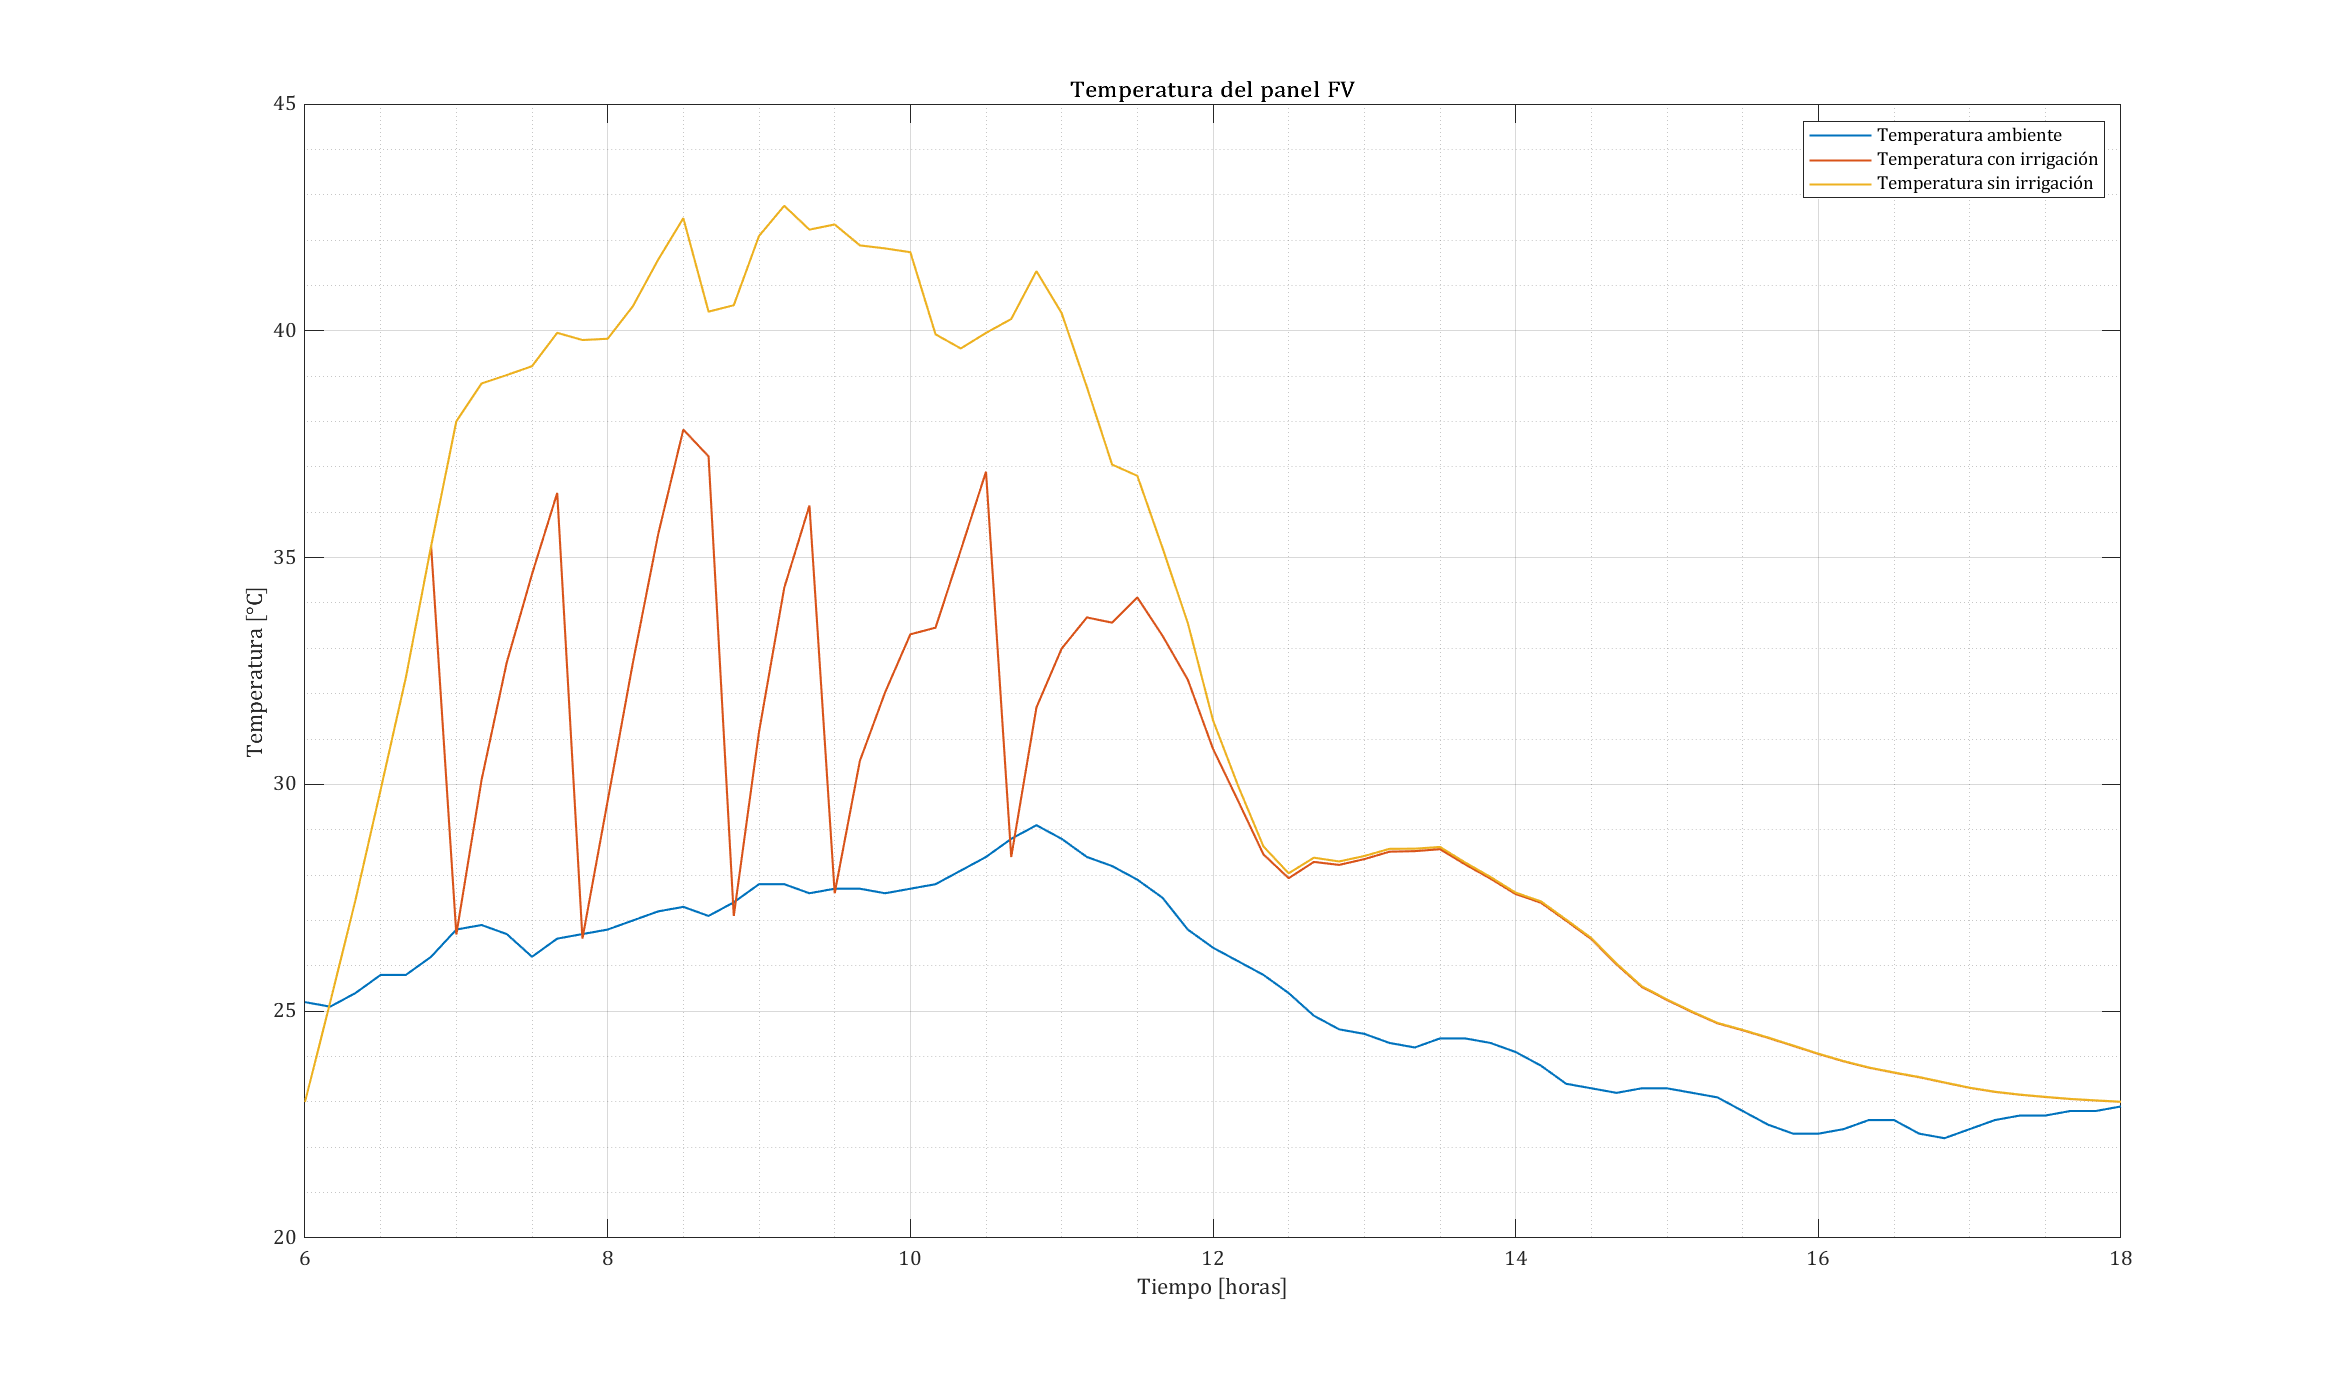 Temperatura del panel FV
45
40
35
30
25
20
Temperatura [°C]
Temperatura ambiente
Temperatura con irrigación
Temperatura sin irrigación
6 8 10 12 14 16 18
Tiempo [horas]